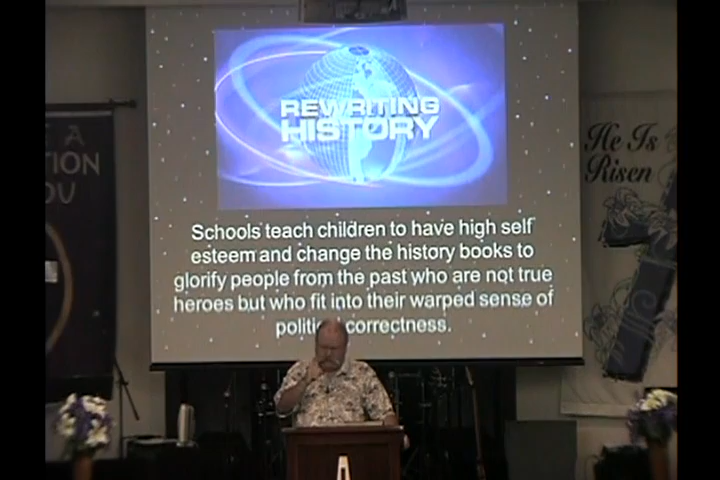 REWRITING
HISTORY
Schools teach children to have high self
esteem and change the history books to
glorify people from the past who are not true
heroes but who fit into their warped sense of
correctness.
He Is
Risen
A
TION
OU
A